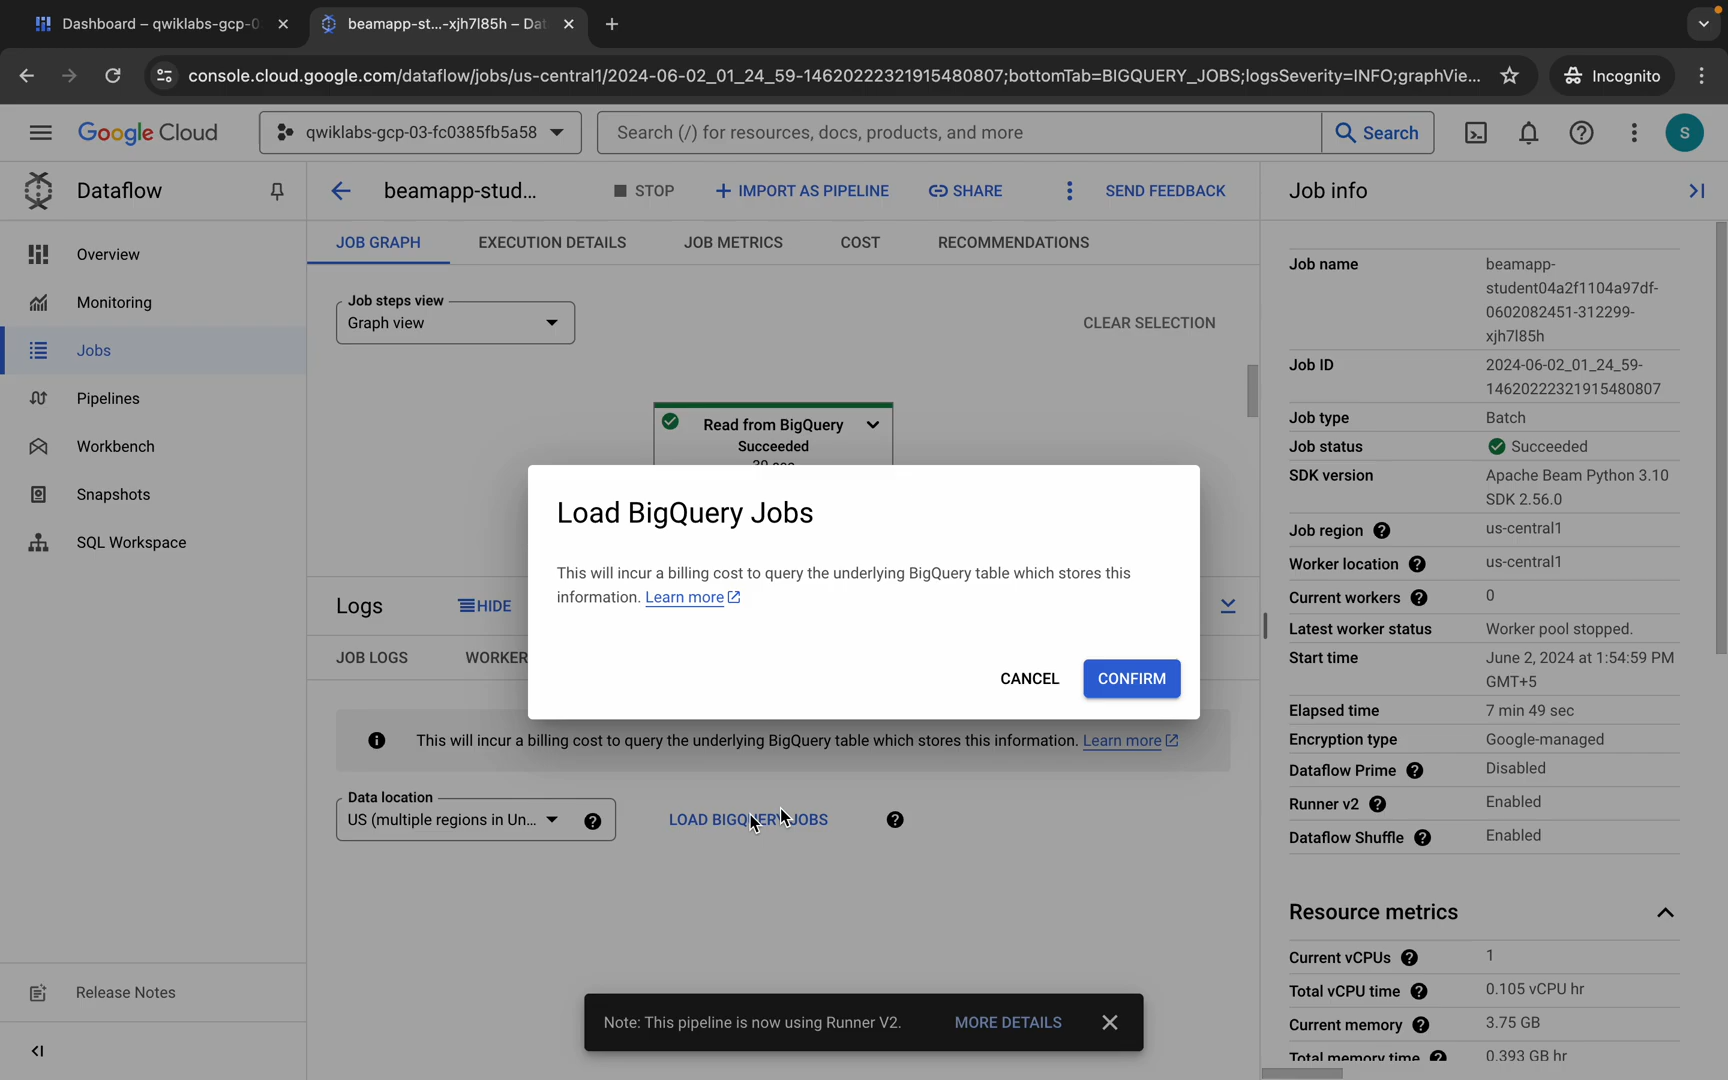 Dashboard – qwiklabs-gcp-0
beamapp-st...-xjh7l85h – Dat
console.cloud.google.com/dataflow/jobs/us-central1/2024-06-02_01_24_59-14620222321915480807;bottomTab=BIGQUERY_JOBS;logsSeverity=INFO;graphVie...
Incognito
Google Cloud
qwiklabs-gcp-03-fc0385fb5a58
Search (/) for resources, docs, products, and more
Search
S
Dataflow
Overview
Monitoring
Jobs
Pipelines
Workbench
Snapshots
SQL Workspace
Release Notes
beamapp-stud...
STOP
IMPORT AS PIPELINE
SHARE
SEND FEEDBACK
JOB GRAPH
EXECUTION DETAILS
JOB METRICS
COST
RECOMMENDATIONS
Job steps view
Graph view
CLEAR SELECTION
Read from BigQuery
Succeeded
Load BigQuery Jobs
This will incur a billing cost to query the underlying BigQuery table which stores this
information. Learn more
CANCEL
CONFIRM
Logs
HIDE
JOB LOGS
WORKER
This will incur a billing cost to query the underlying BigQuery table which stores this information. Learn more
Data location
US (multiple regions in Un...
LOAD BIGQUERY JOBS
Note: This pipeline is now using Runner V2.
MORE DETAILS
Job info
Job name
beamapp-
student04a2f1104a97df-
0602082451-312299-
xjh7l85h
Job ID
2024-06-02_01_24_59-
14620222321915480807
Job type
Batch
Job status
Succeeded
SDK version
Apache Beam Python 3.10
SDK 2.56.0
Job region
us-central1
Worker location
us-central1
Current workers
0
Latest worker status
Worker pool stopped.
Start time
June 2, 2024 at 1:54:59 PM
GMT+5
Elapsed time
7 min 49 sec
Encryption type
Google-managed
Dataflow Prime
Disabled
Runner v2
Enabled
Dataflow Shuffle
Enabled
Resource metrics
Current vCPUs
1
Total vCPU time
0.105 vCPU hr
Current memory
3.75 GB
Total memory time
0.393 GB hr